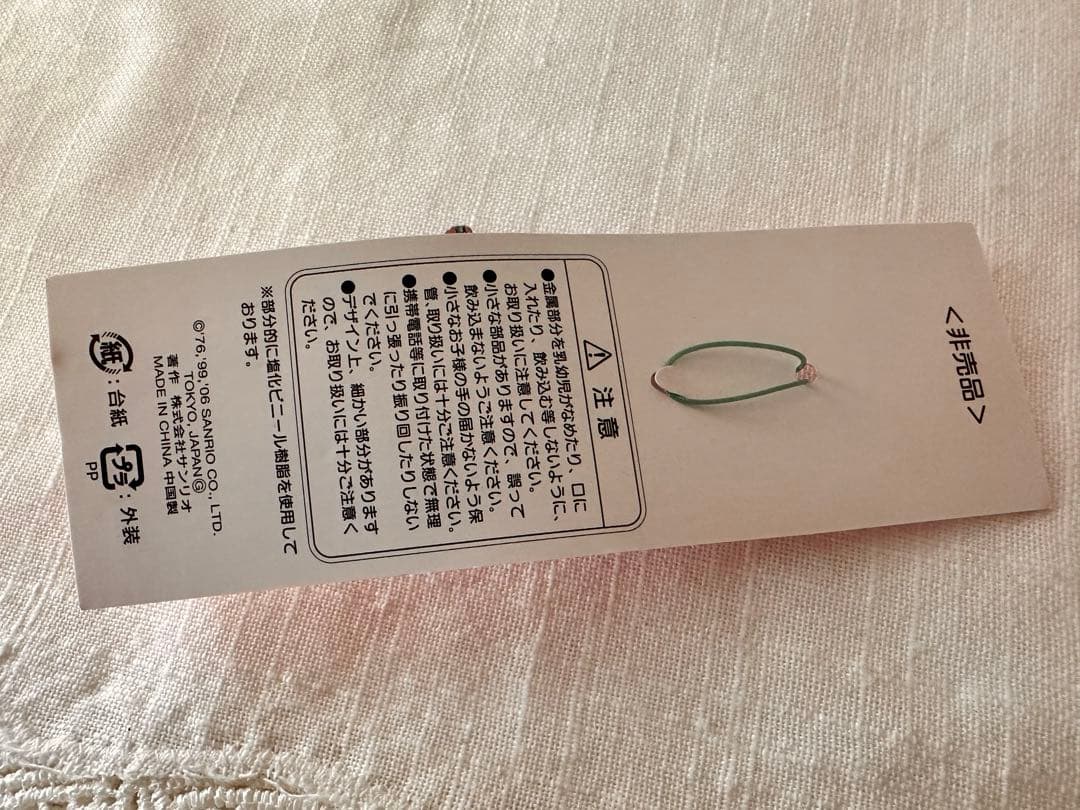 <非売品>
注意
●金属部分を乳幼児がなめたり、口に
入れたり、飲み込む等しないように、
お取り扱いに注意してください。
●小さな部品がありますので、誤って
飲み込まないようご注意ください。
●小さなお子様の手の届かないよう保
管、取り扱いには十分ご注意ください。
●携帯電話等に取り付けた状態で無理
に引っ張ったり振り回したりしない
でください。
●デザイン上、細かい部分があります
ので、お取り扱いには十分ご注意く
ださい。
※部分的に塩化ビニール樹脂を使用して
おります。
©'76,'99,'06 SANRIO CO., LTD.
TOKYO, JAPAN Ⓖ
著作 株式会社サンリオ
MADE IN CHINA 中国製
紙:台紙 プラ:外装
PP